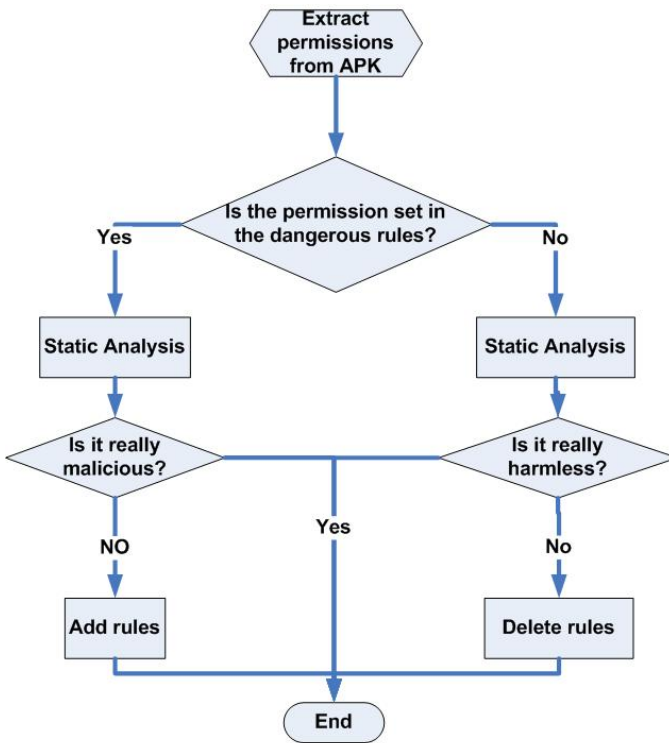 Extract
permissions
from APK
Is the permission set in
the dangerous rules?
Yes
No
Static Analysis
Static Analysis
Is it really
malicious?
Is it really
harmless?
NO
Yes
No
Add rules
Delete rules
End